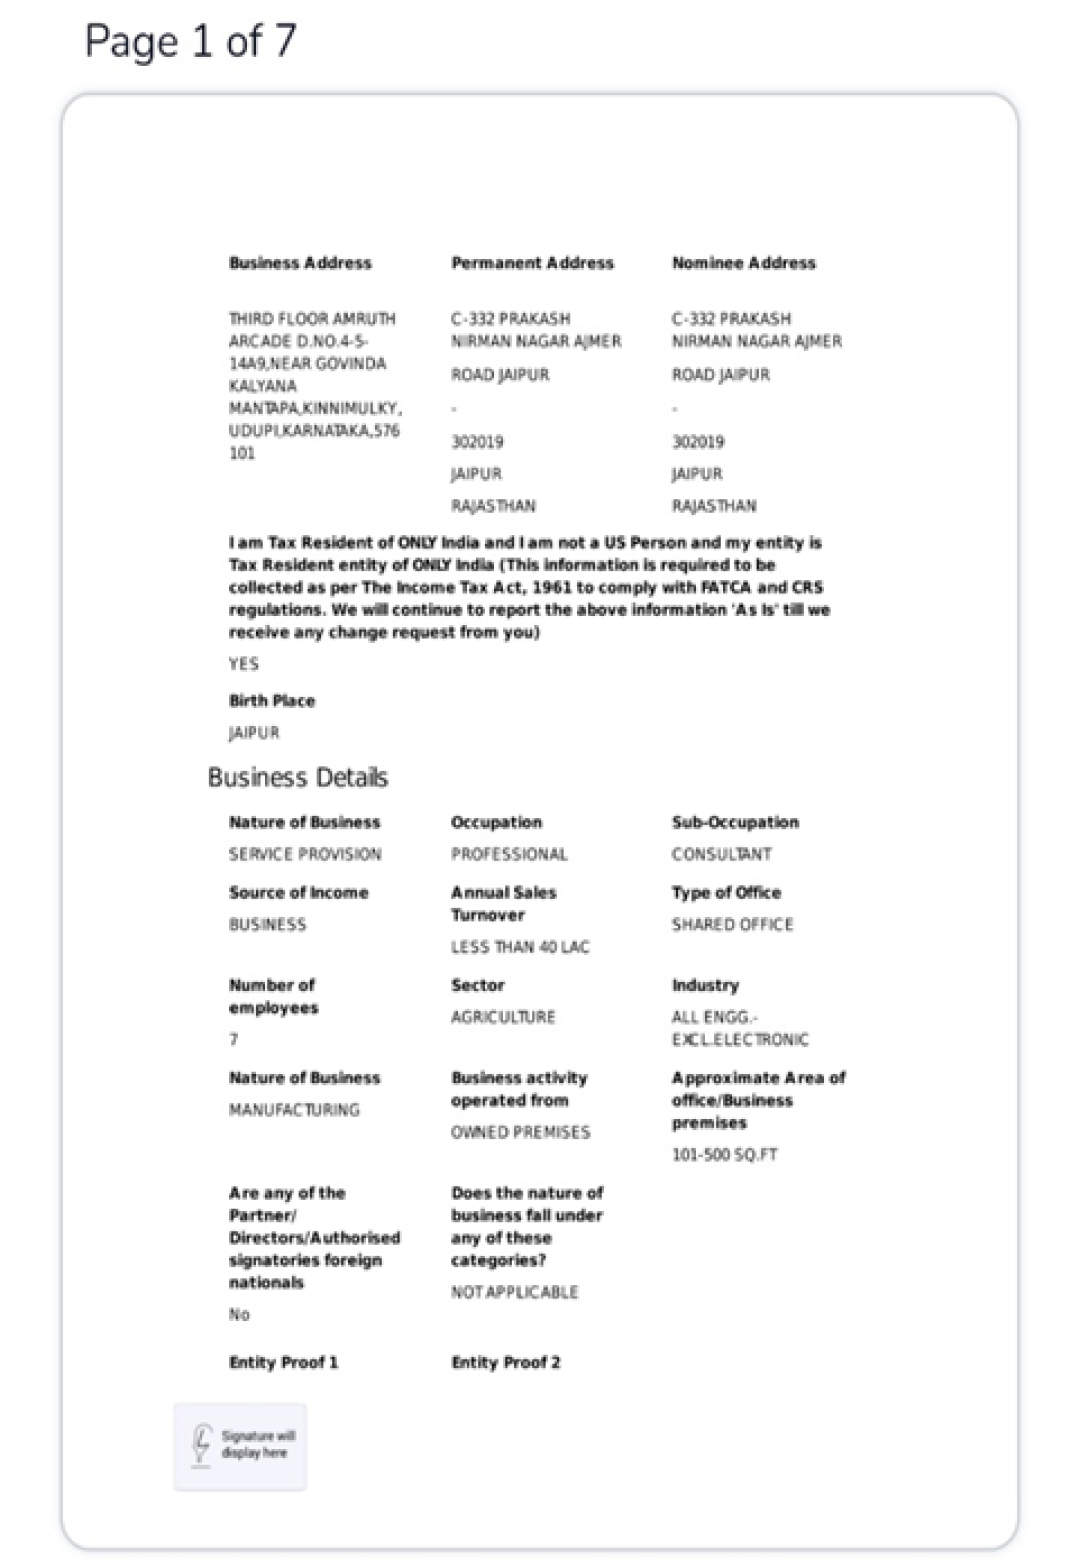 Page 1 of 7
Business Address
Permanent Address
Nominee Address
THIRD FLOOR AMRUTH
ARCADE D.NO.4-5-
14A9,NEAR GOVINDA
KALYANA
MANTAPA,KINNIMULKY,
UDUPI,KARNATAKA,576
101
C-332 PRAKASH
NIRMAN NAGAR AJMER
ROAD JAIPUR
-
302019
JAIPUR
RAJASTHAN
C-332 PRAKASH
NIRMAN NAGAR AJMER
ROAD JAIPUR
-
302019
JAIPUR
RAJASTHAN
I am Tax Resident of ONLY India and I am not a US Person and my entity is
Tax Resident entity of ONLY India (This information is required to be
collected as per The Income Tax Act, 1961 to comply with FATCA and CRS
regulations. We will continue to report the above information 'As Is' till we
receive any change request from you)
YES
Birth Place
JAIPUR
Business Details
Nature of Business
SERVICE PROVISION
Occupation
PROFESSIONAL
Sub-Occupation
CONSULTANT
Source of Income
BUSINESS
Annual Sales
Turnover
LESS THAN 40 LAC
Type of Office
SHARED OFFICE
Number of
employees
7
Sector
AGRICULTURE
Industry
ALL ENGG.-
EXCL.ELECTRONIC
Nature of Business
MANUFACTURING
Business activity
operated from
OWNED PREMISES
Approximate Area of
office/Business
premises
101-500 SQ.FT
Are any of the
Partner/
Directors/Authorised
signatories foreign
nationals
No
Does the nature of
business fall under
any of these
categories?
NOT APPLICABLE
Entity Proof 1
Entity Proof 2
Signature will
display here